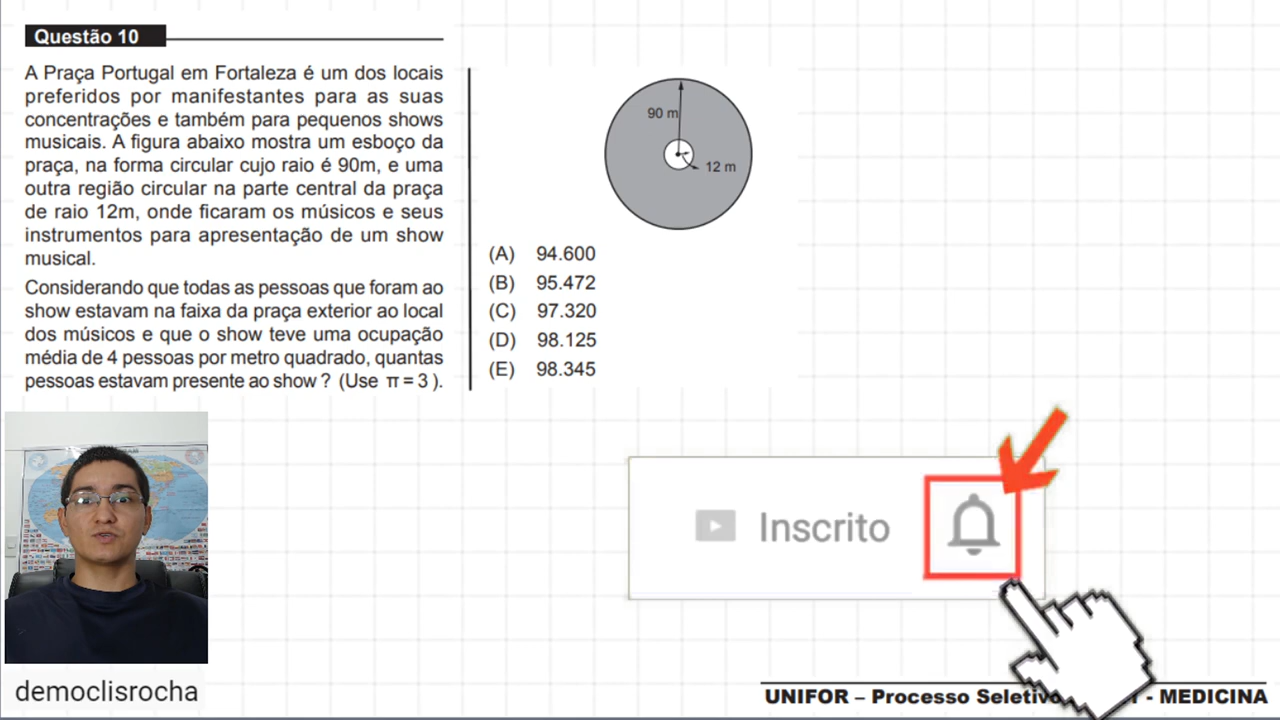 Questão 10
A Praça Portugal em Fortaleza é um dos locais
preferidos por manifestantes para as suas
concentrações e também para pequenos shows
musicais. A figura abaixo mostra um esboço da
praça, na forma circular cujo raio é 90m, e uma
outra região circular na parte central da praça
de raio 12m, onde ficaram os músicos e seus
instrumentos para apresentação de um show
musical.
Considerando que todas as pessoas que foram ao
show estavam na faixa da praça exterior ao local
dos músicos e que o show teve uma ocupação
média de 4 pessoas por metro quadrado, quantas
pessoas estavam presente ao show ? (Use π = 3 ).
90 m
12 m
(A) 94.600
(B) 95.472
(C) 97.320
(D) 98.125
(E) 98.345
Inscrito
democlisrocha
UNIFOR – Processo Seletivo - MEDICINA